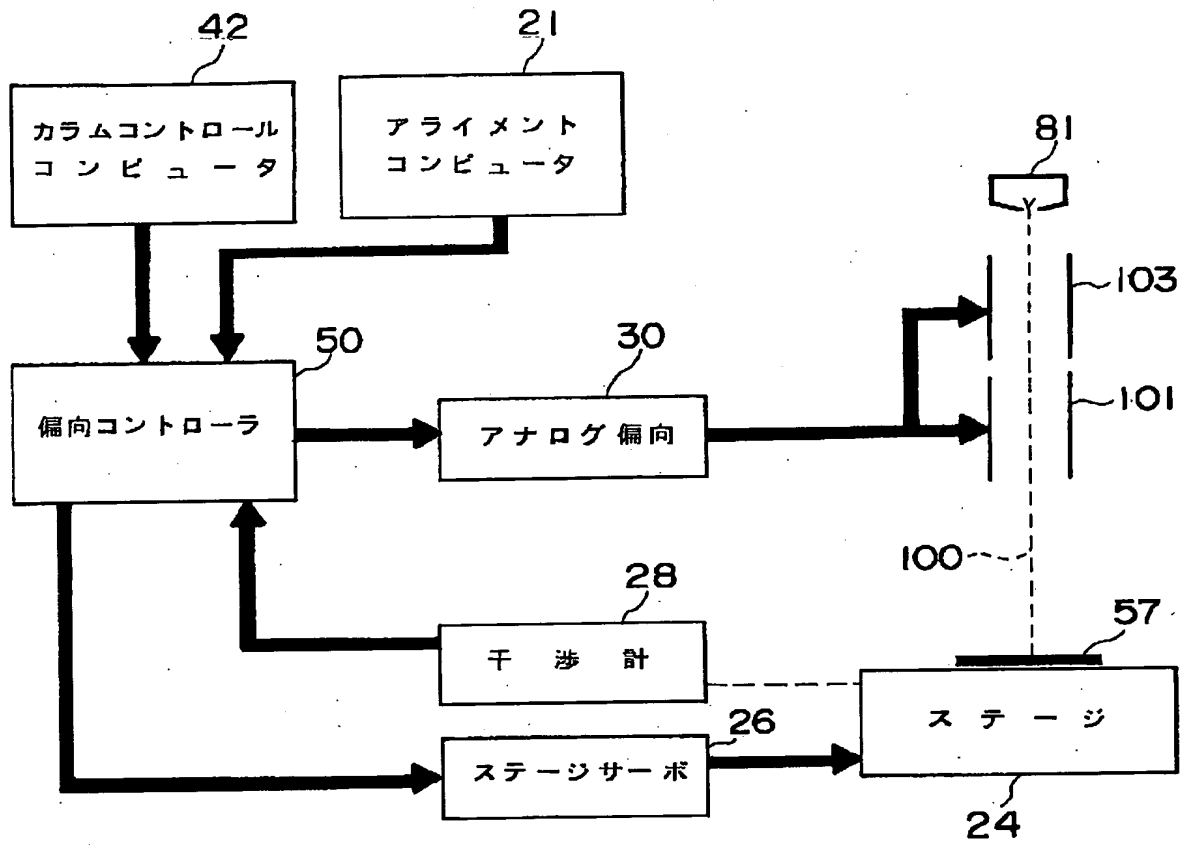 42
21
カラムコントロール
コンピュータ
アライメント
コンピュータ
81
103
50
30
偏向コントローラ
アナログ偏向
101
100
28
57
干渉計
ステージ
26
ステージサーボ
24